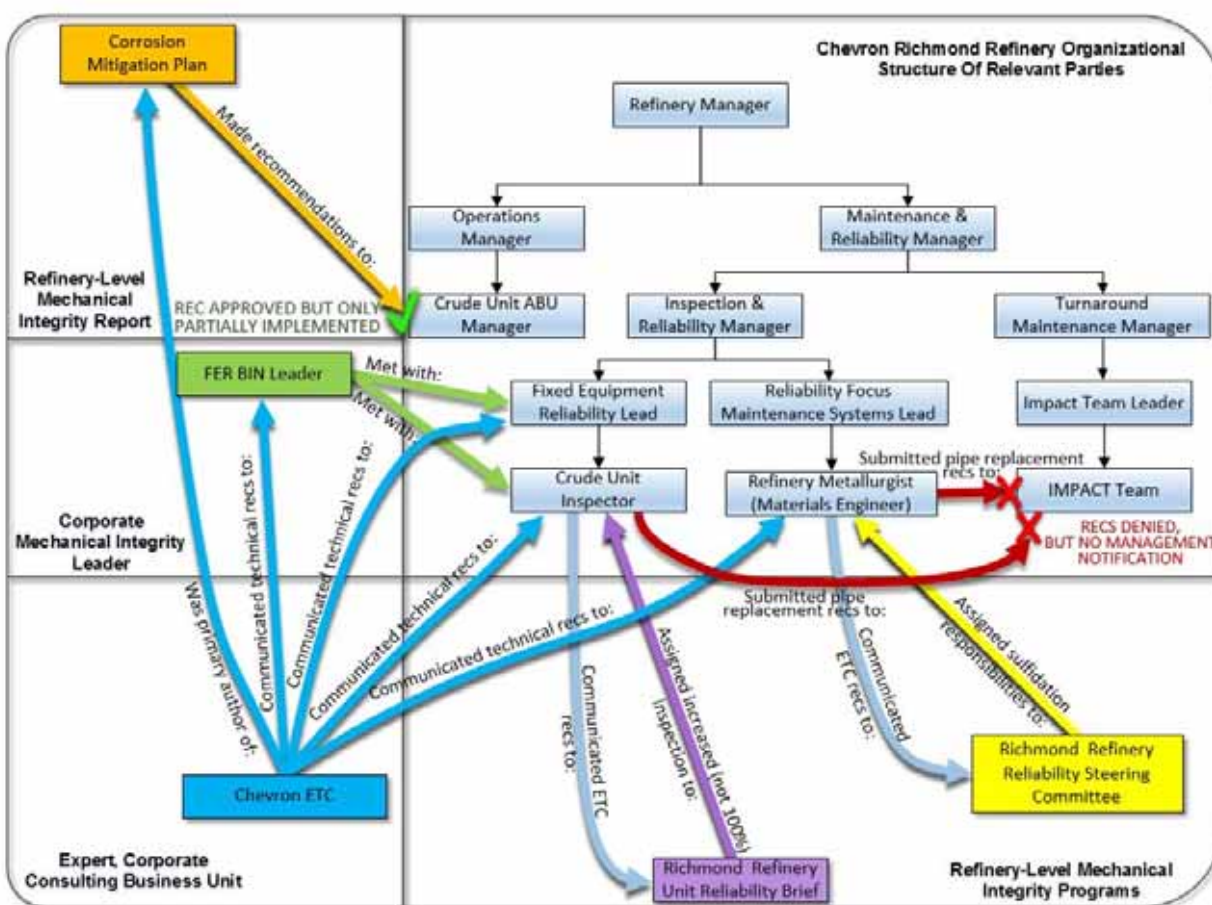 Corrosion
Mitigation Plan
Chevron Richmond Refinery Organizational
Structure Of Relevant Parties
Refinery Manager
Made recommendations to:
Operations
Manager
Maintenance &
Reliability Manager
Refinery-Level
Mechanical
Integrity Report
REC APPROVED BUT ONLY
PARTIALLY IMPLEMENTED
Crude Unit ABU
Manager
Inspection &
Reliability Manager
Turnaround
Maintenance Manager
FER BIN Leader
Met with:
Met with:
Fixed Equipment
Reliability Lead
Reliability Focus
Maintenance Systems Lead
Impact Team Leader
Crude Unit
Inspector
Refinery Metallurgist
(Materials Engineer)
Submitted pipe replacement
recs to:
IMPACT Team
RECS DENIED,
BUT NO MANAGEMENT
NOTIFICATION
Corporate
Mechanical Integrity
Leader
Was primary author of:
Communicated technical recs to:
Communicated technical recs to:
Communicated technical recs to:
Communicated technical recs to:
Submitted pipe
replacement recs to:
Communicated ETC
recs to:
Assigned increased (not 100%)
inspection to:
Communicated
ETC recs to:
Assigned sulfidation
responsibilities to:
Chevron ETC
Richmond Refinery
Reliability Steering
Committee
Expert, Corporate
Consulting Business Unit
Richmond Refinery
Unit Reliability Brief
Refinery-Level Mechanical
Integrity Programs